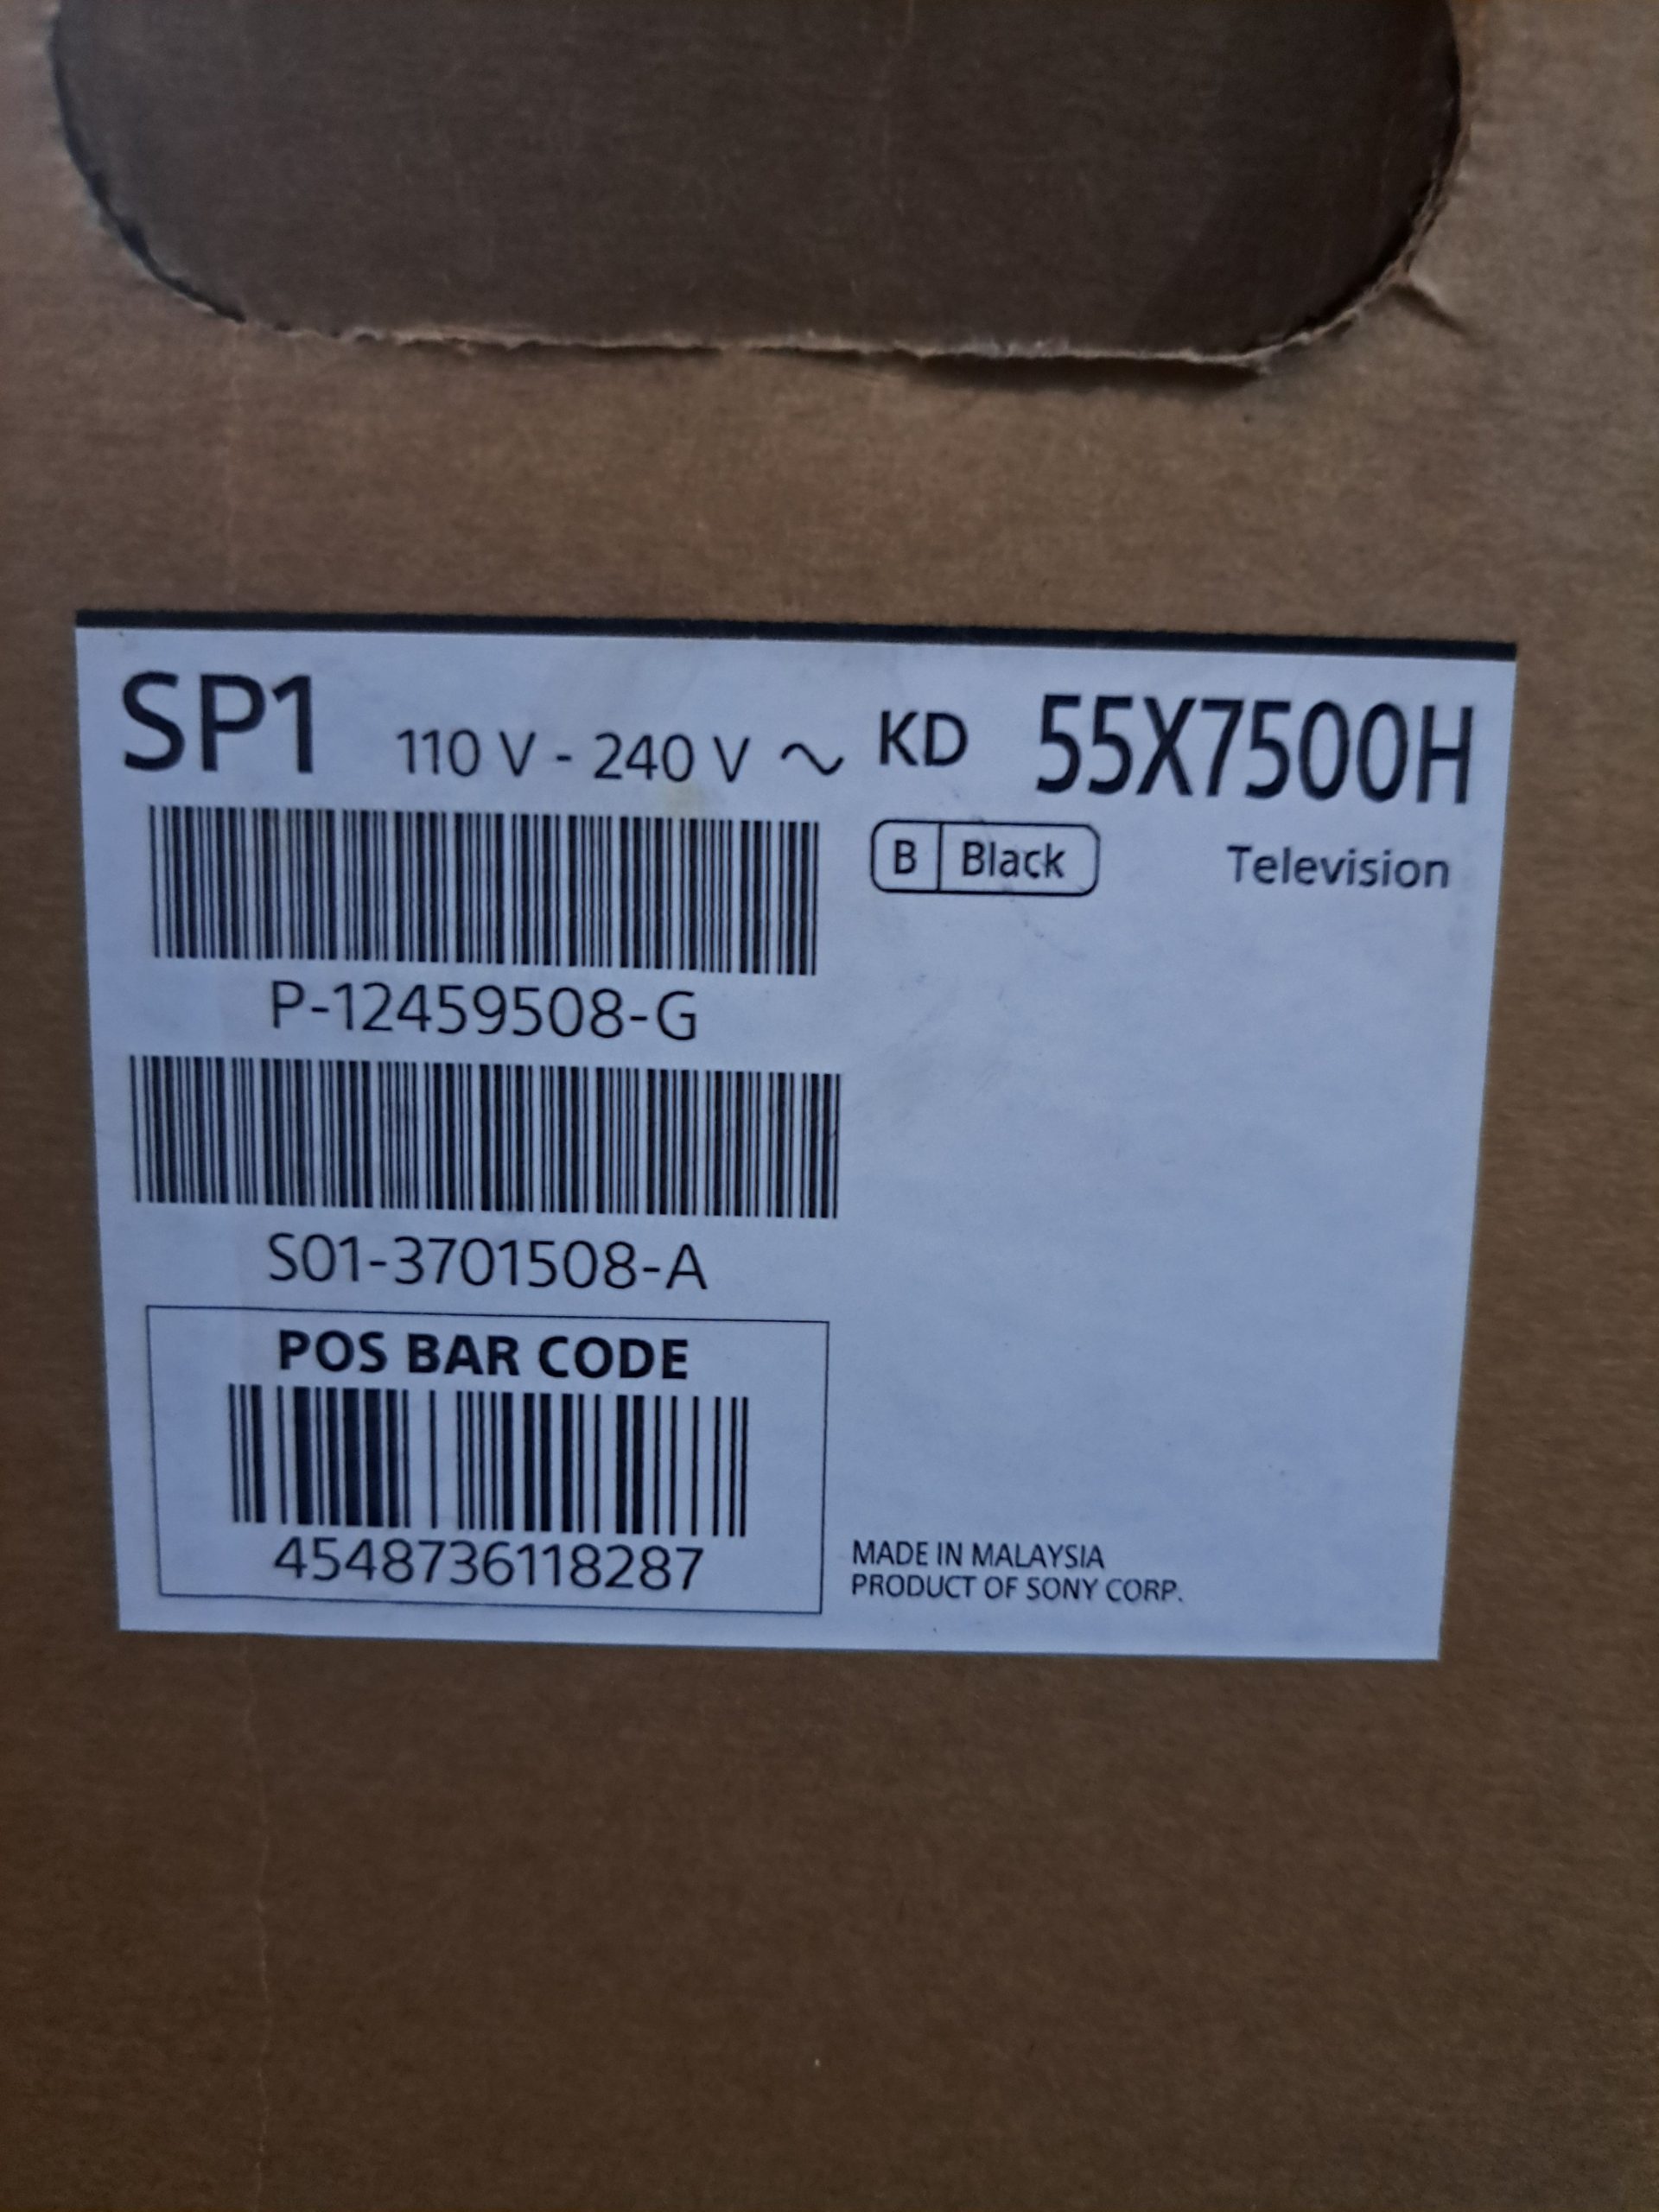 SP1 110 V - 240 V ~ KD 55X7500H
B Black Television
P-12459508-G
S01-3701508-A
POS BAR CODE
4548736118287
MADE IN MALAYSIA
PRODUCT OF SONY CORP.